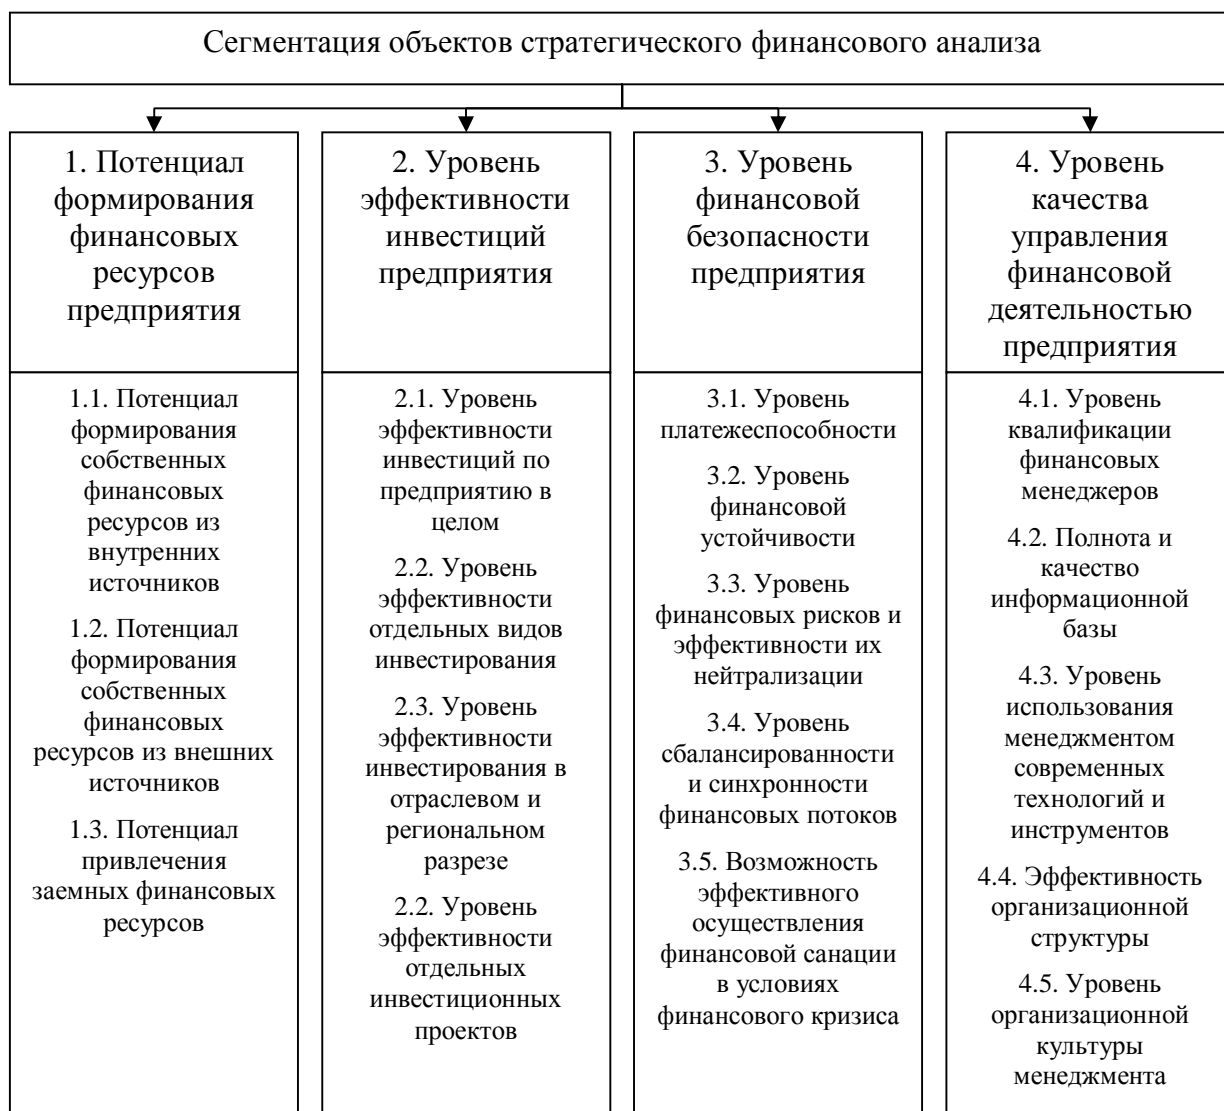 Сегментация объектов стратегического финансового анализа
1. Потенциал
формирования
финансовых
ресурсов
предприятия
2. Уровень
эффективности
инвестиций
предприятия
3. Уровень
финансовой
безопасности
предприятия
4. Уровень
качества
управления
финансовой
деятельностью
предприятия
1.1. Потенциал
формирования
собственных
финансовых
ресурсов из
внутренних
источников
1.2. Потенциал
формирования
собственных
финансовых
ресурсов из внешних
источников
1.3. Потенциал
привлечения
заемных финансовых
ресурсов
2.1. Уровень
эффективности
инвестиций по
предприятию в
целом
2.2. Уровень
эффективности
отдельных видов
инвестирования
2.3. Уровень
эффективности
инвестирования в
отраслевом и
региональном
разрезе
2.2. Уровень
эффективности
отдельных
инвестиционных
проектов
3.1. Уровень
платежеспособности
3.2. Уровень
финансовой
устойчивости
3.3. Уровень
финансовых рисков и
эффективности их
нейтрализации
3.4. Уровень
сбалансированности
и синхронности
финансовых потоков
3.5. Возможность
эффективного
осуществления
финансовой санации
в условиях
финансового кризиса
4.1. Уровень
квалификации
финансовых
менеджеров
4.2. Полнота и
качество
информационной
базы
4.3. Уровень
использования
менеджментом
современных
технологий и
инструментов
4.4. Эффективность
организационной
структуры
4.5. Уровень
организационной
культуры
менеджмента